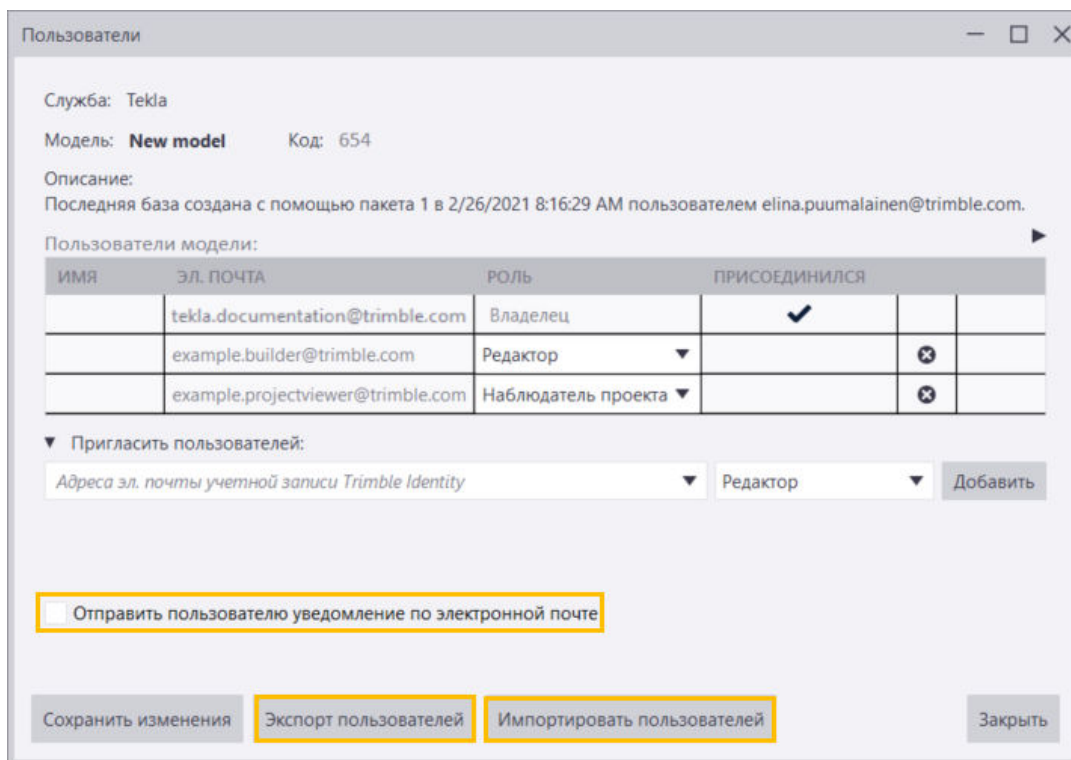 Пользователи
Служба: Tekla
Модель: New model Код: 654
Описание:
Последняя база создана с помощью пакета 1 в 2/26/2021 8:16:29 AM пользователем elina.puumalainen@trimble.com.
Пользователи модели:
ИМЯ ЭЛ. ПОЧТА РОЛЬ ПРИСОЕДИНИЛСЯ
tekla.documentation@trimble.com Владелец
example.builder@trimble.com Редактор
example.projectviewer@trimble.com Наблюдатель проекта
Пригласить пользователей:
Адреса эл. почты учетной записи Trimble Identity Редактор Добавить
Отправить пользователю уведомление по электронной почте
Сохранить изменения Экспорт пользователей Импортировать пользователей Закрыть